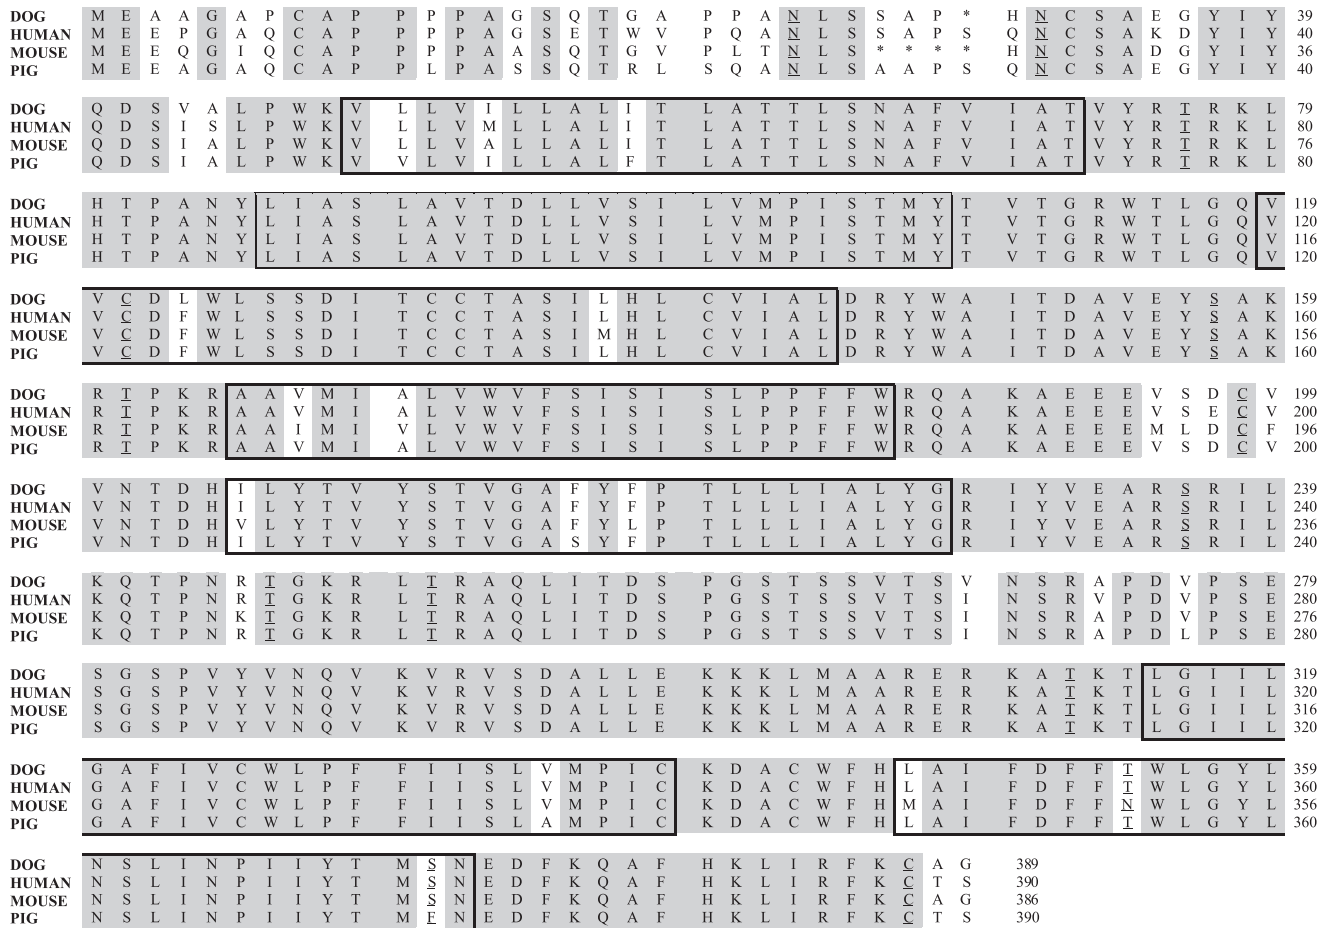 DOG M E A A G A P C A P P P P A G S Q T G A P P A N L S S A P * H N C S A E G Y I Y 39
HUMAN M E E P G A Q C A P P P P A G S E T W V P Q A N L S S A P S Q N C S A K D Y I Y 40
MOUSE M E E Q G I Q C A P P P P A A S Q T G V P L T N L S * * * * H N C S A D G Y I Y 36
PIG M E E A G A Q C A P P L P A S S Q T R L S Q A N L S A A P S Q N C S A E G Y I Y 40
DOG Q D S V A L P W K V L L V I L L A L I T L A T T L S N A F V I A T V Y R T R K L 79
HUMAN Q D S I S L P W K V L L V M L L A L I T L A T T L S N A F V I A T V Y R T R K L 80
MOUSE Q D S I A L P W K V L L V A L L A L I T L A T T L S N A F V I A T V Y R T R K L 76
PIG Q D S I A L P W K V V L V I L L A L F T L A T T L S N A F V I A T V Y R T R K L 80
DOG H T P A N Y L I A S L A V T D L L V S I L V M P I S T M Y T V T G R W T L G Q V 119
HUMAN H T P A N Y L I A S L A V T D L L V S I L V M P I S T M Y T V T G R W T L G Q V 120
MOUSE H T P A N Y L I A S L A V T D L L V S I L V M P I S T M Y T V T G R W T L G Q V 116
PIG H T P A N Y L I A S L A V T D L L V S I L V M P I S T M Y T V T G R W T L G Q V 120
DOG V C D L W L S S D I T C C T A S I L H L C V I A L D R Y W A I T D A V E Y S A K 159
HUMAN V C D F W L S S D I T C C T A S I L H L C V I A L D R Y W A I T D A V E Y S A K 160
MOUSE V C D F W L S S D I T C C T A S I M H L C V I A L D R Y W A I T D A V E Y S A K 156
PIG V C D F W L S S D I T C C T A S I L H L C V I A L D R Y W A I T D A V E Y S A K 160
DOG R T P K R A A V M I A L V W V F S I S I S L P P F F W R Q A K A E E E V S D C V 199
HUMAN R T P K R A A V M I A L V W V F S I S I S L P P F F W R Q A K A E E E V S E C V 200
MOUSE R T P K R A A I M I V L V W V F S I S I S L P P F F W R Q A K A E E E M L D C F 196
PIG R T P K R A A V M I A L V W V F S I S I S L P P F F W R Q A K A E E E V S D C V 200
DOG V N T D H I L Y T V Y S T V G A F Y F P T L L L I A L Y G R I Y V E A R S R I L 239
HUMAN V N T D H I L Y T V Y S T V G A F Y F P T L L L I A L Y G R I Y V E A R S R I L 240
MOUSE V N T D H V L Y T V Y S T V G A F Y L P T L L L I A L Y G R I Y V E A R S R I L 236
PIG V N T D H I L Y T V Y S T V G A S Y F P T L L L I A L Y G R I Y V E A R S R I L 240
DOG K Q T P N R T G K R L T R A Q L I T D S P G S T S S V T S V N S R A P D V P S E 279
HUMAN K Q T P N R T G K R L T R A Q L I T D S P G S T S S V T S I N S R V P D V P S E 280
MOUSE K Q T P N K T G K R L T R A Q L I T D S P G S T S S V T S I N S R A P D V P S E 276
PIG K Q T P N R T G K R L T R A Q L I T D S P G S T S S V T S I N S R A P D L P S E 280
DOG S G S P V Y V N Q V K V R V S D A L L E K K K L M A A R E R K A T K T L G I I L 319
HUMAN S G S P V Y V N Q V K V R V S D A L L E K K K L M A A R E R K A T K T L G I I L 320
MOUSE S G S P V Y V N Q V K V R V S D A L L E K K K L M A A R E R K A T K T L G I I L 316
PIG S G S P V Y V N Q V K V R V S D A L L E K K K L M A A R E R K A T K T L G I I L 320
DOG G A F I V C W L P F F I I S L V M P I C K D A C W F H L A I F D F F T W L G Y L 359
HUMAN G A F I V C W L P F F I I S L V M P I C K D A C W F H L A I F D F F T W L G Y L 360
MOUSE G A F I V C W L P F F I I S L V M P I C K D A C W F H M A I F D F F N W L G Y L 356
PIG G A F I V C W L P F F I I S L A M P I C K D A C W F H L A I F D F F T W L G Y L 360
DOG N S L I N P I I Y T M S N E D F K Q A F H K L I R F K C A G 389
HUMAN N S L I N P I I Y T M S N E D F K Q A F H K L I R F K C T S 390
MOUSE N S L I N P I I Y T M S N E D F K Q A F H K L I R F K C A G 386
PIG N S L I N P I I Y T M F N E D F K Q A F H K L I R F K C T S 390